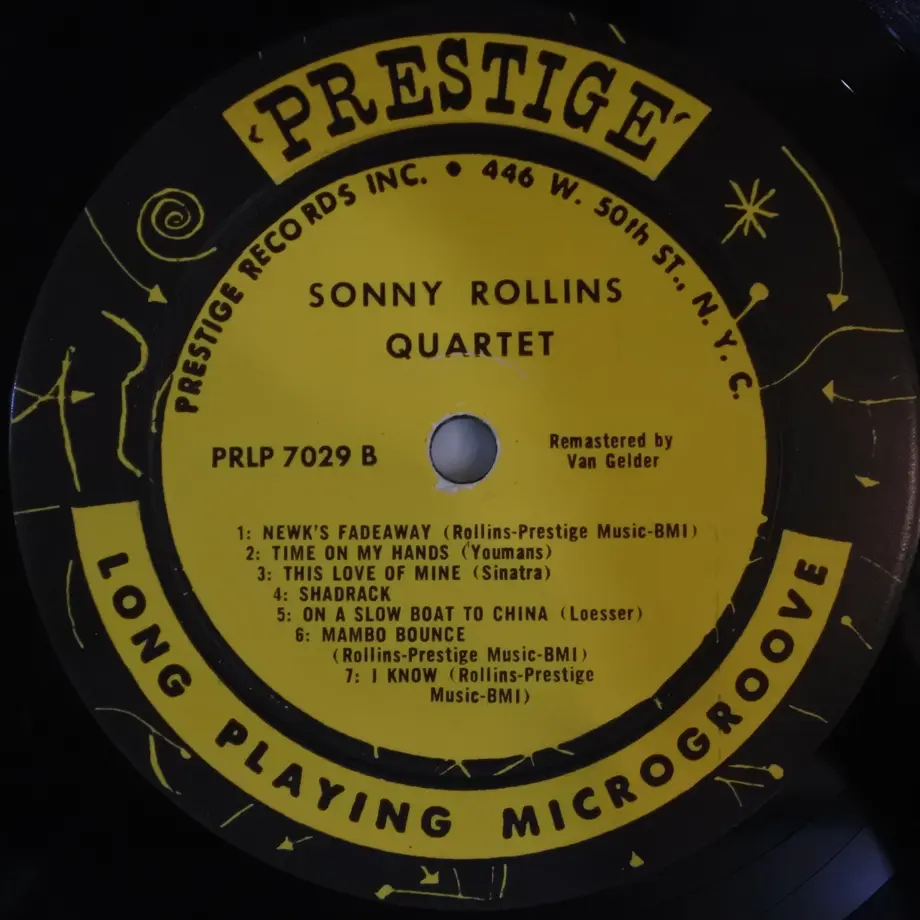 'PRESTIGE'
PRESTIGE RECORDS INC. • 446 W. 50th ST., N. Y. C.
SONNY ROLLINS
QUARTET
PRLP 7029 B
Remastered by
Van Gelder
1: NEWK'S FADEAWAY (Rollins-Prestige Music-BMI)
2: TIME ON MY HANDS (Youmans)
3: THIS LOVE OF MINE (Sinatra)
4: SHADRACK
5: ON A SLOW BOAT TO CHINA (Loesser)
6: MAMBO BOUNCE
(Rollins-Prestige Music-BMI)
7: I KNOW (Rollins-Prestige
Music-BMI)
LONG PLAYING MICROGROOVE